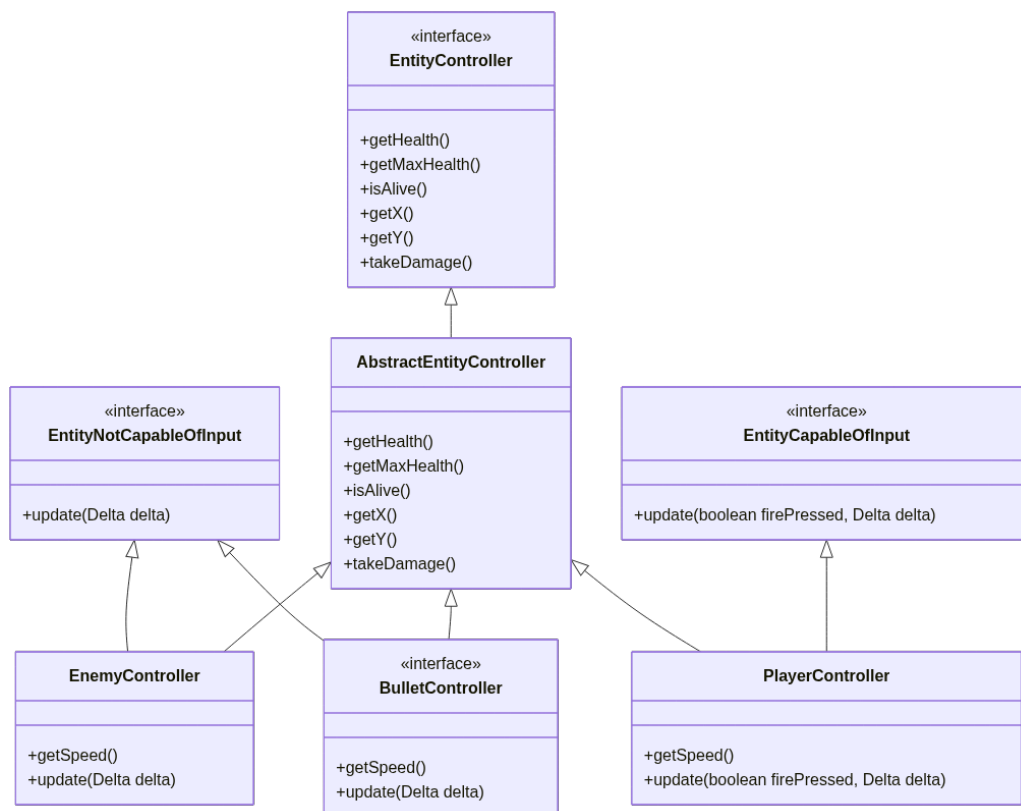 «interface»
EntityController
+getHealth()
+getMaxHealth()
+isAlive()
+getX()
+getY()
+takeDamage()
AbstractEntityController
+getHealth()
+getMaxHealth()
+isAlive()
+getX()
+getY()
+takeDamage()
«interface»
EntityNotCapableOfInput
+update(Delta delta)
«interface»
EntityCapableOfInput
+update(boolean firePressed, Delta delta)
EnemyController
+getSpeed()
+update(Delta delta)
«interface»
BulletController
+getSpeed()
+update(Delta delta)
PlayerController
+getSpeed()
+update(boolean firePressed, Delta delta)